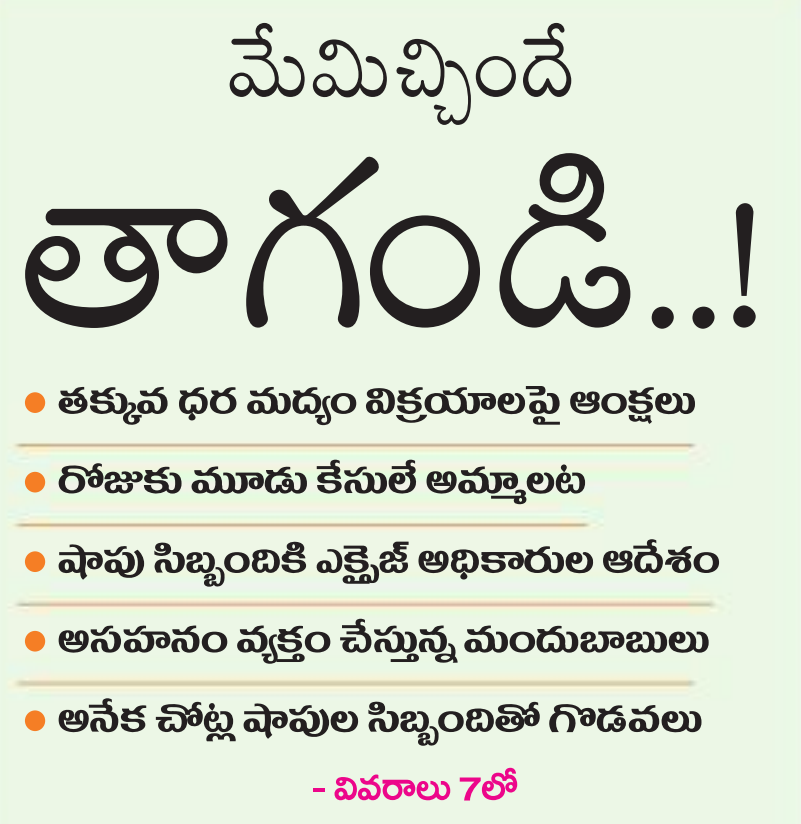 మేమిచ్చిందే
తాగండి..!
• తక్కువ ధర మద్యం విక్రయాలపై ఆంక్షలు
• రోజుకు మూడు కేసులే అమ్మాలట
• షాపు సిబ్బందికి ఎక్సైజ్ అధికారుల ఆదేశం
• అసహనం వ్యక్తం చేస్తున్న మందుబాబులు
• అనేక చోట్ల షాపుల సిబ్బందితో గొడవలు
- వివరాలు 7లో